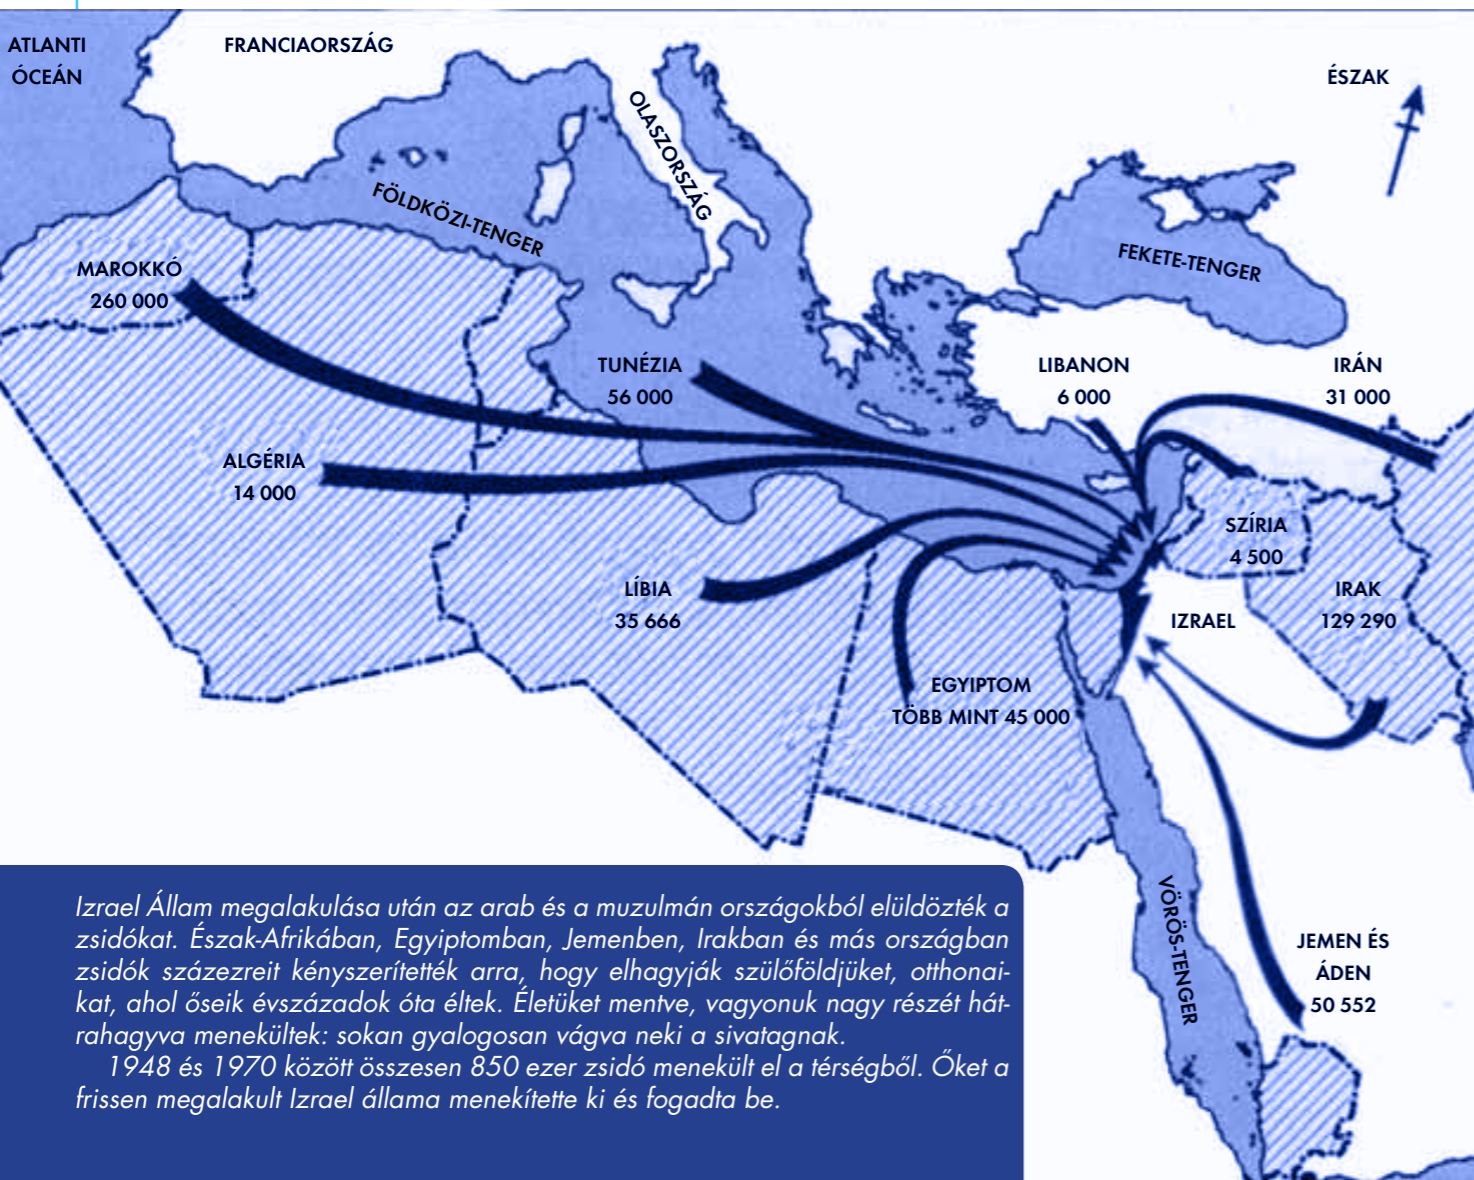 ATLANTI
ÓCEÁN
FRANCIAORSZÁG
ÉSZAK
OLASZORSZÁG
FÖLDKÖZI-TENGER
FEKETE-TENGER
MAROKKÓ
260 000
TUNÉZIA
56 000
LIBANON
6 000
IRÁN
31 000
ALGÉRIA
14 000
SZÍRIA
4 500
LÍBIA
35 666
IZRAEL
IRAK
129 290
EGYIPTOM
TÖBB MINT 45 000
VÖRÖS-TENGER
JEMEN ÉS
ÁDEN
50 552
Izrael Állam megalakulása után az arab és a muzulmán országokból elüldözték a
zsidókat. Észak-Afrikában, Egyiptomban, Jemenben, Irakban és más országban
zsidók százezreit kényszerítették arra, hogy elhagyják szülőföldjüket, otthonai-
kat, ahol őseik évszázadok óta éltek. Életüket mentve, vagyonuk nagy részét hát-
rahagyva menekültek: sokan gyalogosan vágva neki a sivatagnak.
1948 és 1970 között összesen 850 ezer zsidó menekült el a térségből. Őket a
frissen megalakult Izrael állama menekítette ki és fogadta be.